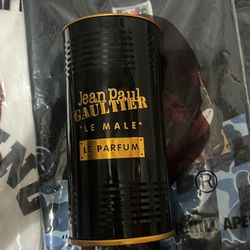 Jean Paul
GAULTIER
"LE MALE"
LE PARFUM
®